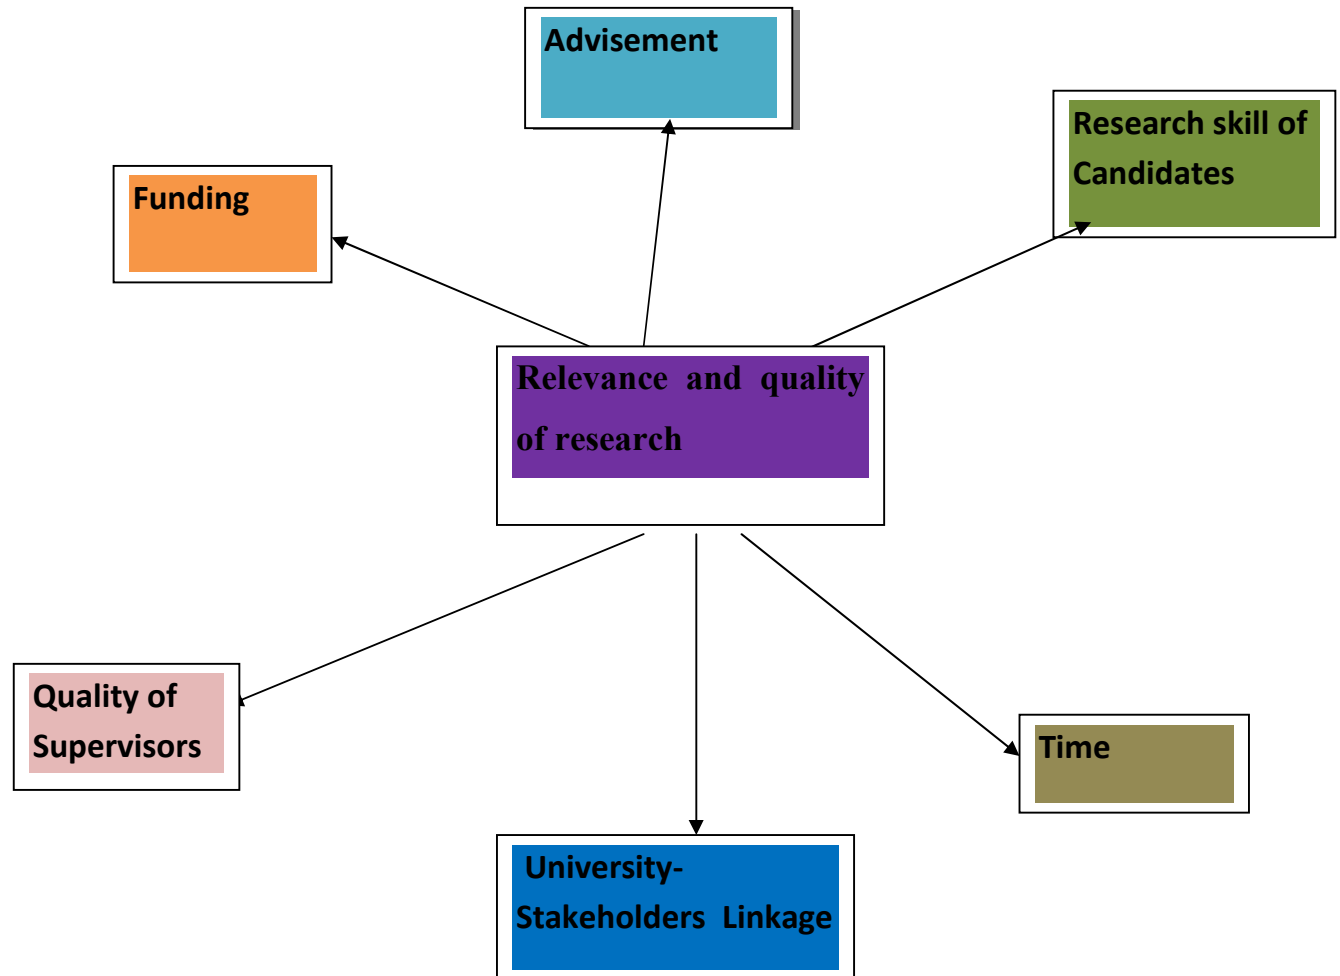 Advisement
Research skill of
Candidates
Funding
Relevance and quality
of research
Quality of
Supervisors
Time
University-
Stakeholders Linkage